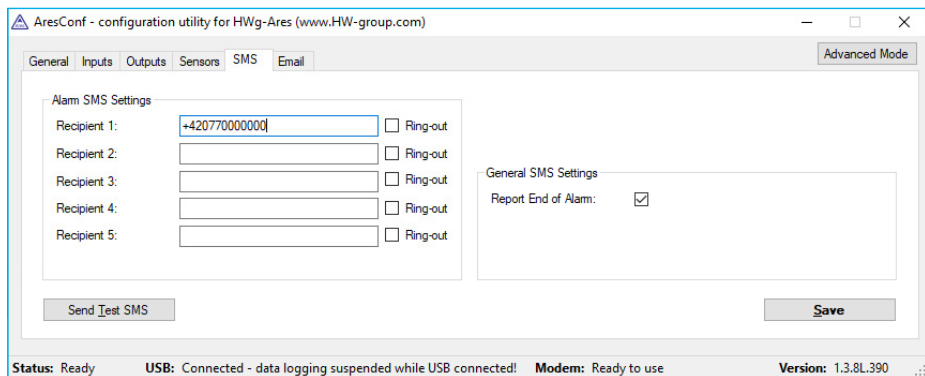 AresConf - configuration utility for HWg-Ares (www.HW-group.com)
Advanced Mode
General Inputs Outputs Sensors SMS Email
Alarm SMS Settings
Recipient 1: +420770000000 Ring-out
Recipient 2: Ring-out
Recipient 3: Ring-out
Recipient 4: Ring-out
Recipient 5: Ring-out
General SMS Settings
Report End of Alarm:
Send Test SMS
Save
Status: Ready USB: Connected - data logging suspended while USB connected! Modem: Ready to use Version: 1.3.8L.390